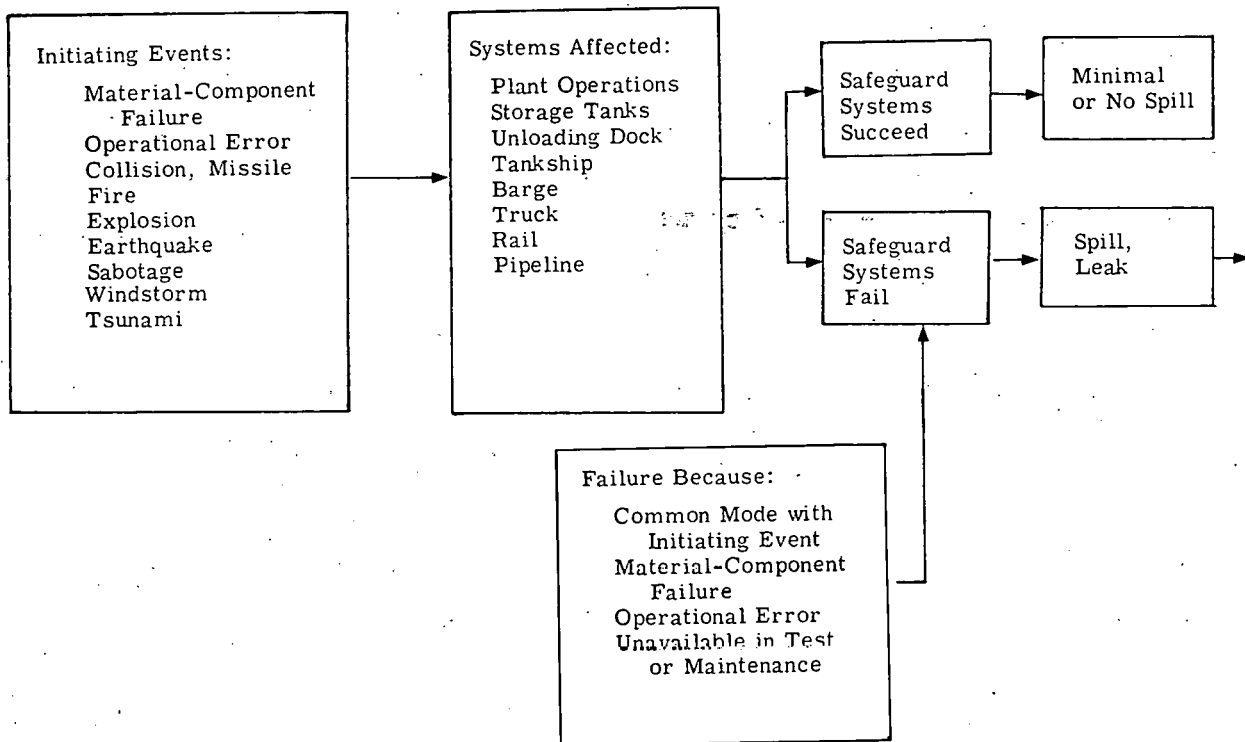 Initiating Events:
Material-Component
Failure
Operational Error
Collision, Missile
Fire
Explosion
Earthquake
Sabotage
Windstorm
Tsunami
Systems Affected:
Plant Operations
Storage Tanks
Unloading Dock
Tankship
Barge
Truck
Rail
Pipeline
Safeguard
Systems
Succeed
Minimal
or No Spill
Safeguard
Systems
Fail
Spill,
Leak
Failure Because:
Common Mode with
Initiating Event
Material-Component
Failure
Operational Error
Unavailable in Test
or Maintenance